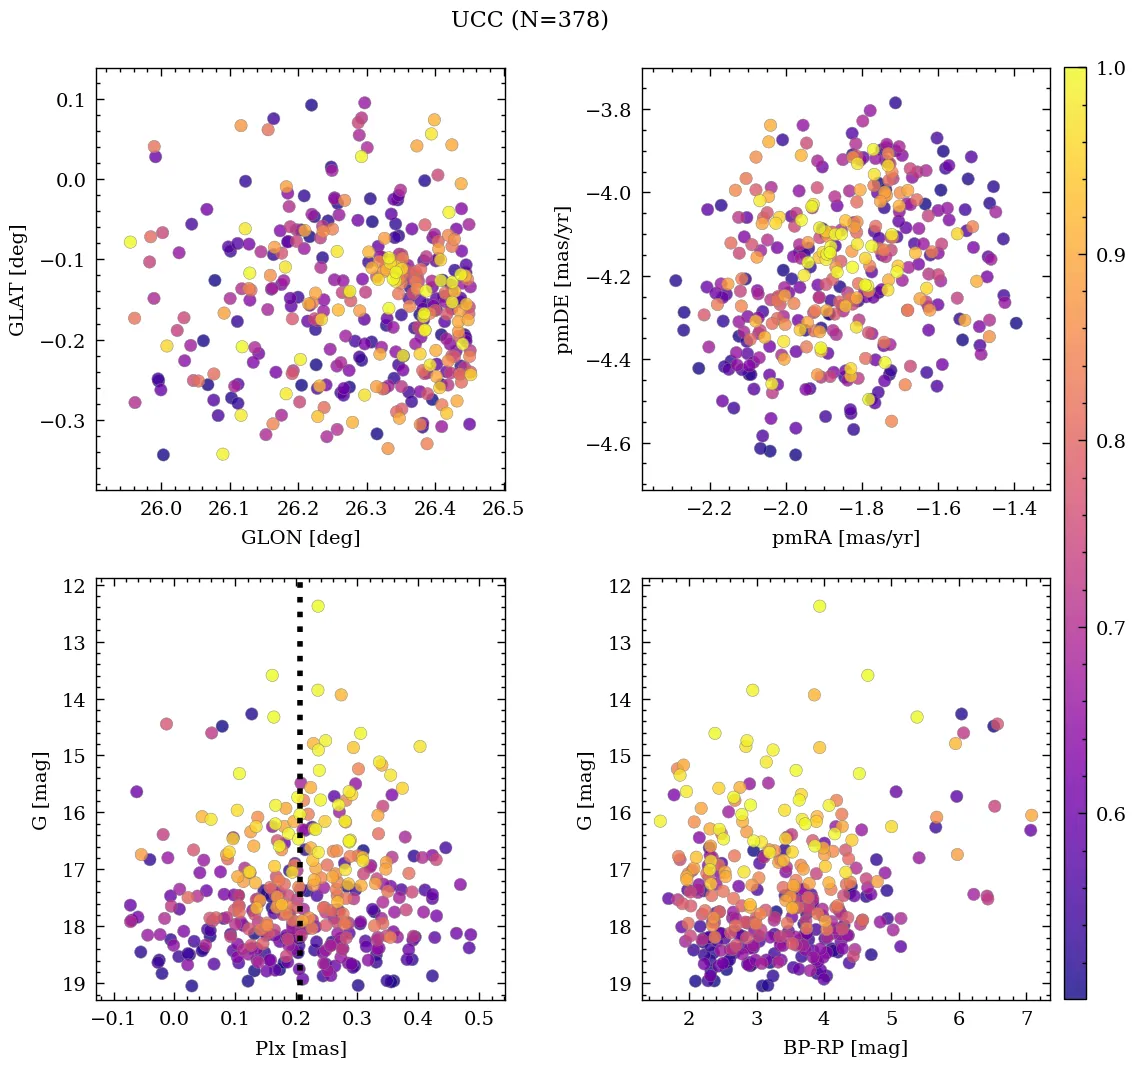 UCC (N=378)
0.1
0.0
−0.1
−0.2
−0.3
GLAT [deg]
26.0 26.1 26.2 26.3 26.4 26.5
GLON [deg]
−3.8
−4.0
−4.2
−4.4
−4.6
pmDE [mas/yr]
−2.2 −2.0 −1.8 −1.6 −1.4
pmRA [mas/yr]
1.0
0.9
0.8
0.7
0.6
12
13
14
15
16
17
18
19
G [mag]
−0.1 0.0 0.1 0.2 0.3 0.4 0.5
Plx [mas]
12
13
14
15
16
17
18
19
G [mag]
2 3 4 5 6 7
BP-RP [mag]